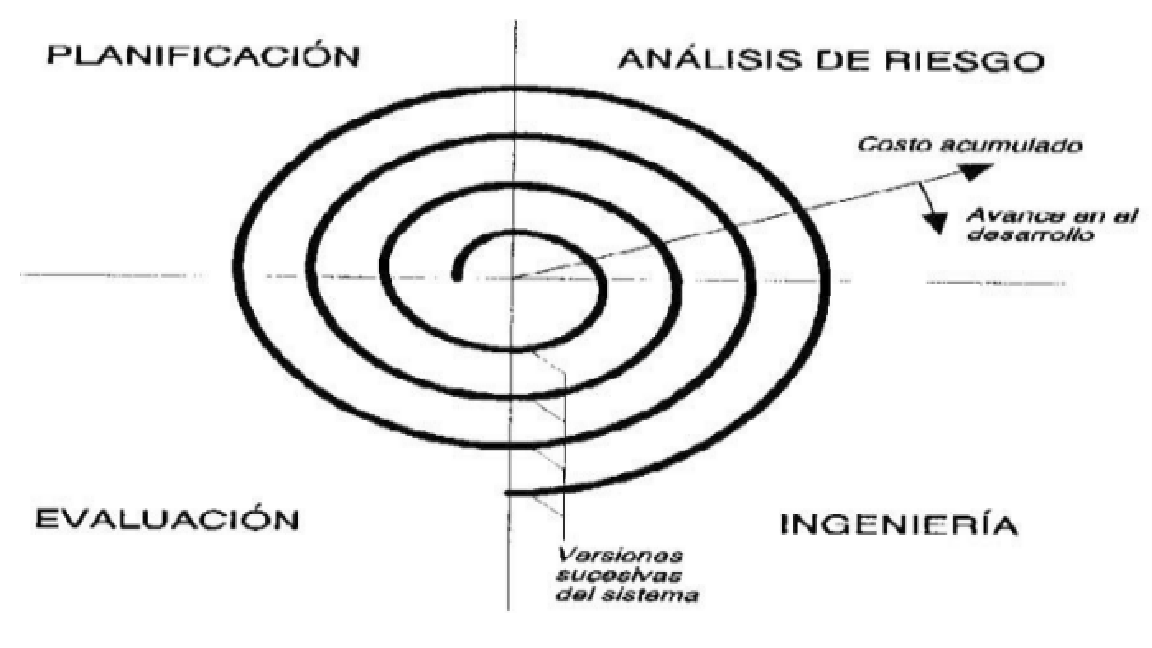 PLANIFICACIÓN
ANÁLISIS DE RIESGO
Costo acumulado
Avance en el
desarrollo
EVALUACIÓN
INGENIERÍA
Versiones
sucesivas
del sistema